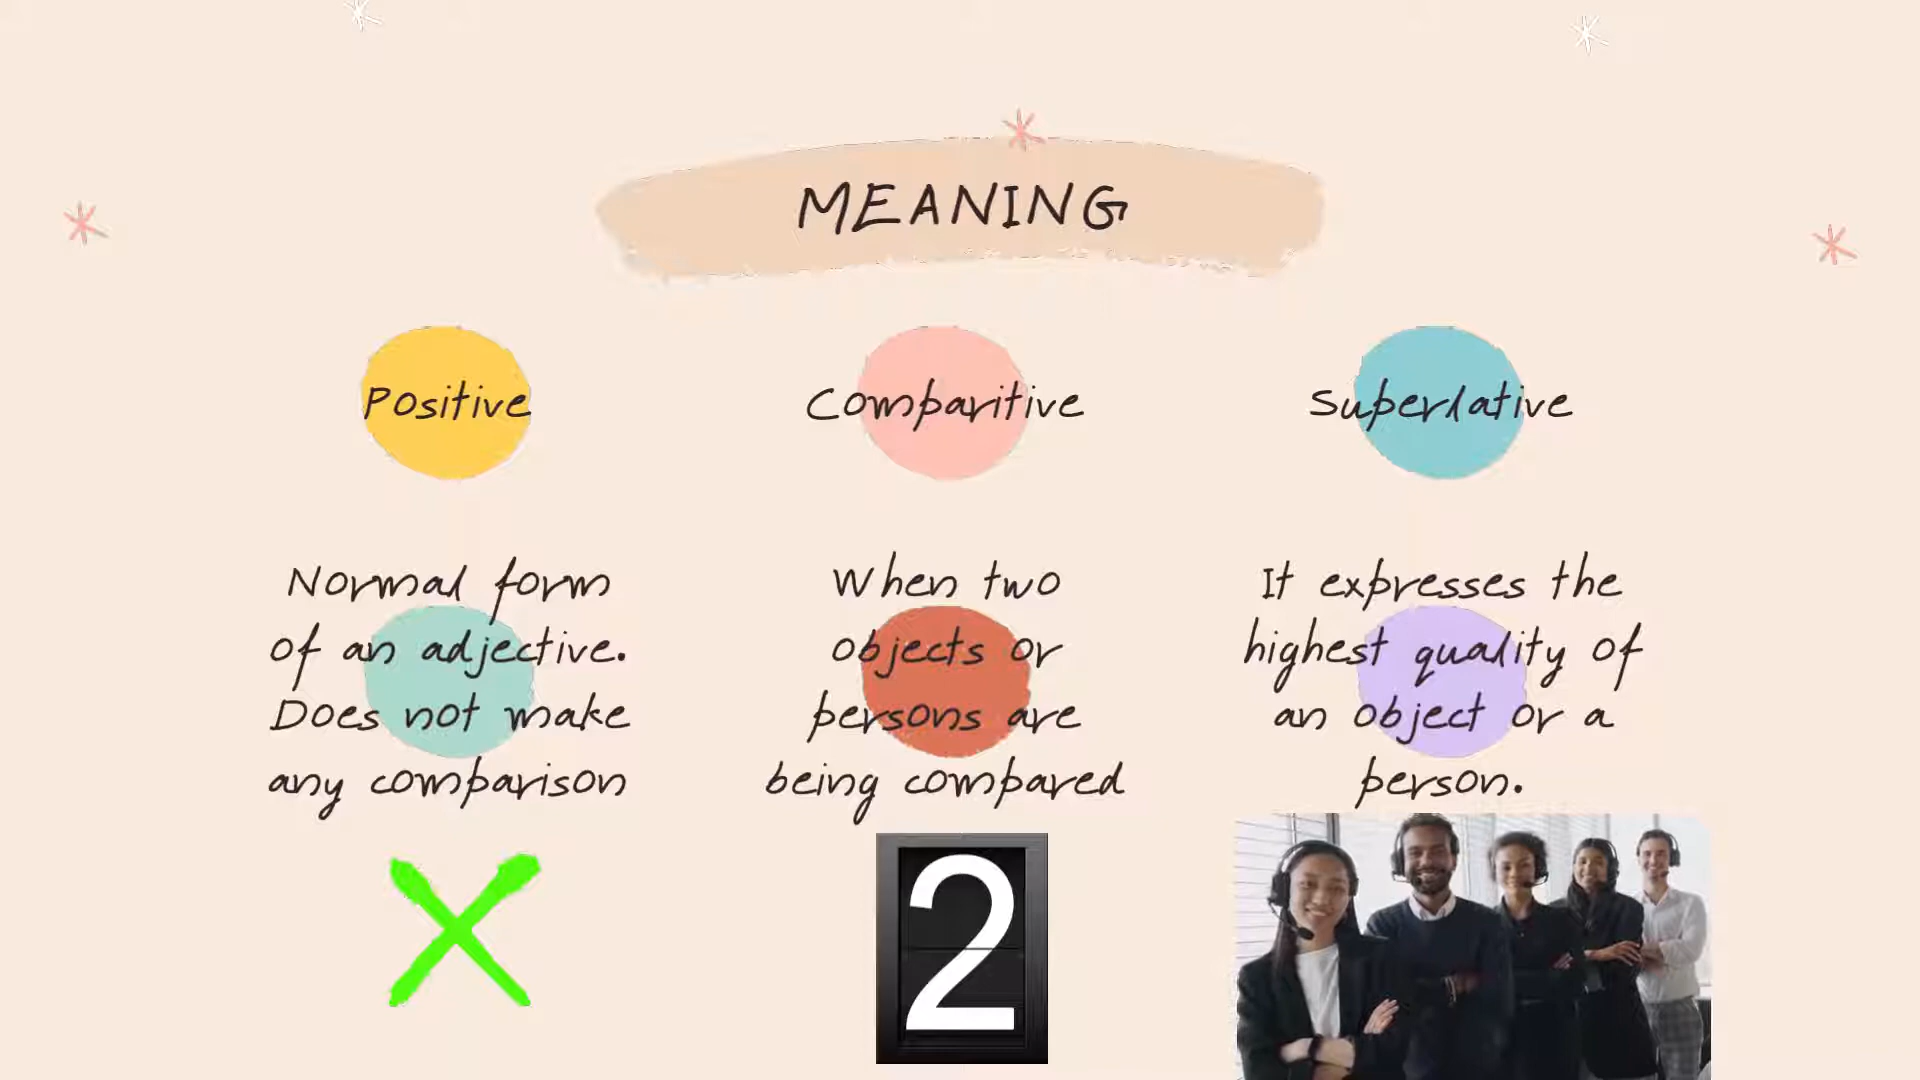 MEANING
Positive
Comparitive
Superlative
Normal form
of an adjective.
Does not make
any comparison
When two
objects or
persons are
being compared
It expresses the
highest quality of
an object or a
person.
2